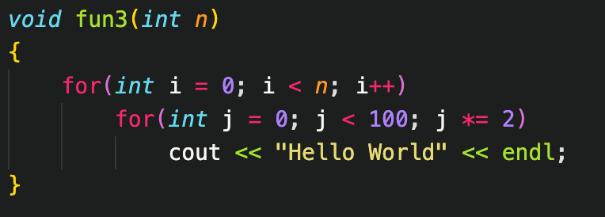 void fun3(int n)
{
for(int i = 0; i < n; i++)
for(int j = 0; j < 100; j *= 2)
cout << "Hello World" << endl;
}